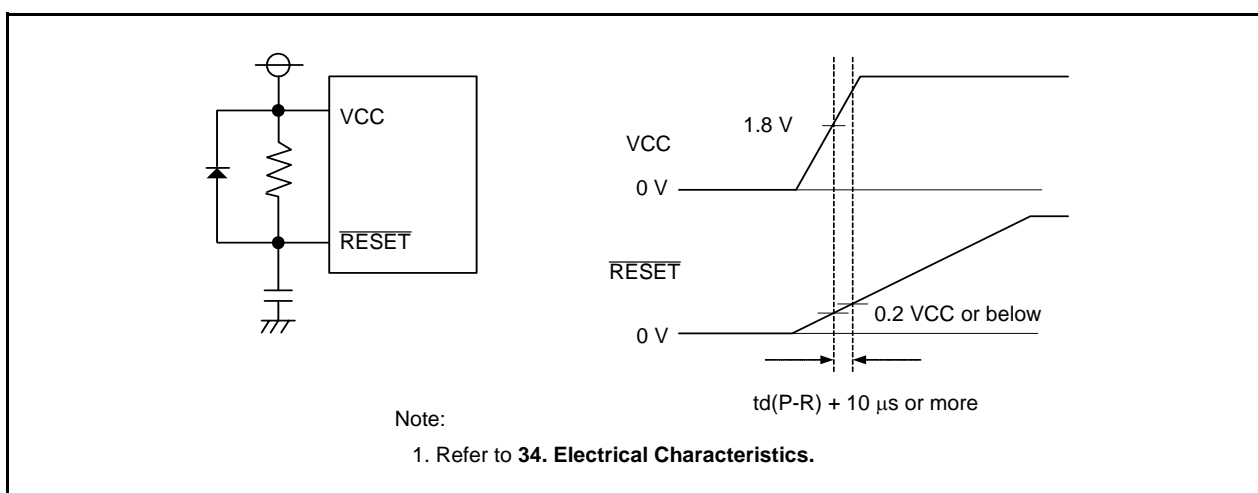 VCC
RESET
1.8 V
VCC
0 V
RESET
0.2 VCC or below
0 V
td(P-R) + 10 μs or more
Note:
1. Refer to 34. Electrical Characteristics.